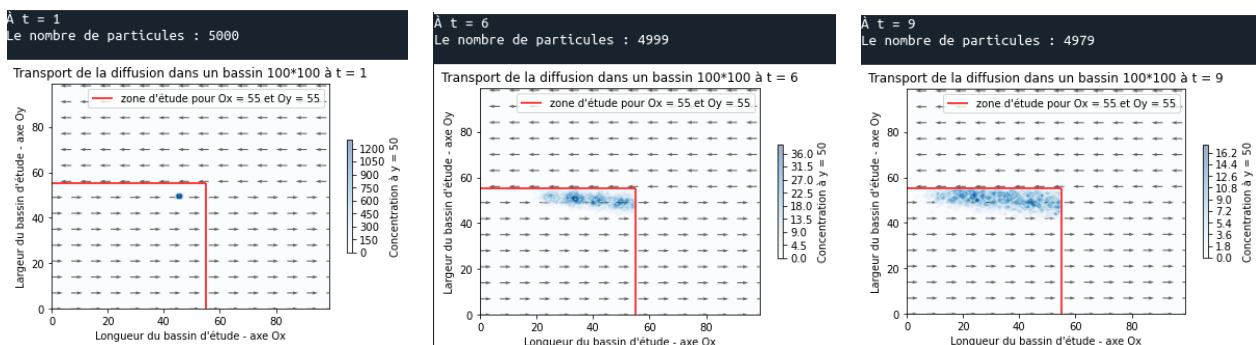 À t = 1
Le nombre de particules : 5000
Transport de la diffusion dans un bassin 100*100 à t = 1
zone d'étude pour Ox = 55 et Oy = 55
80
60
40
20
0
0 20 40 60 80
Largeur du bassin d'étude - axe Oy
Longueur du bassin d'étude - axe Ox
1200
1050
900
750
600
450
300
150
0
Concentration à y = 50
À t = 6
Le nombre de particules : 4999
Transport de la diffusion dans un bassin 100*100 à t = 6
zone d'étude pour Ox = 55 et Oy = 55
80
60
40
20
0
0 20 40 60 80
Largeur du bassin d'étude - axe Oy
Longueur du bassin d'étude - axe Ox
36.0
31.5
27.0
22.5
18.0
13.5
9.0
4.5
0.0
Concentration à y = 50
À t = 9
Le nombre de particules : 4979
Transport de la diffusion dans un bassin 100*100 à t = 9
zone d'étude pour Ox = 55 et Oy = 55
80
60
40
20
0
0 20 40 60 80
Largeur du bassin d'étude - axe Oy
Longueur du bassin d'étude - axe Ox
16.2
14.4
12.6
10.8
9.0
7.2
5.4
3.6
1.8
0.0
Concentration à y = 50